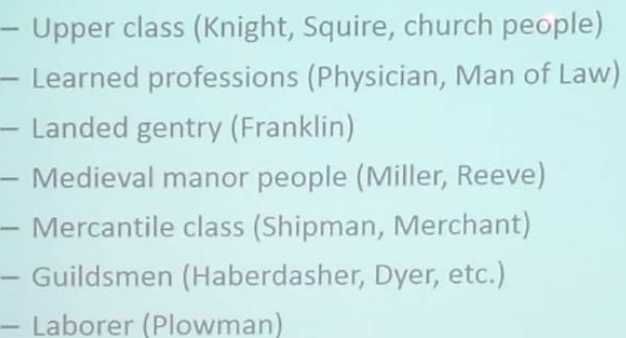 – Upper class (Knight, Squire, church people)
– Learned professions (Physician, Man of Law)
– Landed gentry (Franklin)
– Medieval manor people (Miller, Reeve)
– Mercantile class (Shipman, Merchant)
– Guildsmen (Haberdasher, Dyer, etc.)
– Laborer (Plowman)